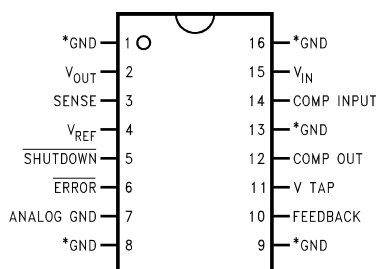 *GND 1 16 *GND
VOUT 2 15 VIN
SENSE 3 14 COMP INPUT
VREF 4 13 *GND
SHUTDOWN 5 12 COMP OUT
ERROR 6 11 V TAP
ANALOG GND 7 10 FEEDBACK
*GND 8 9 *GND